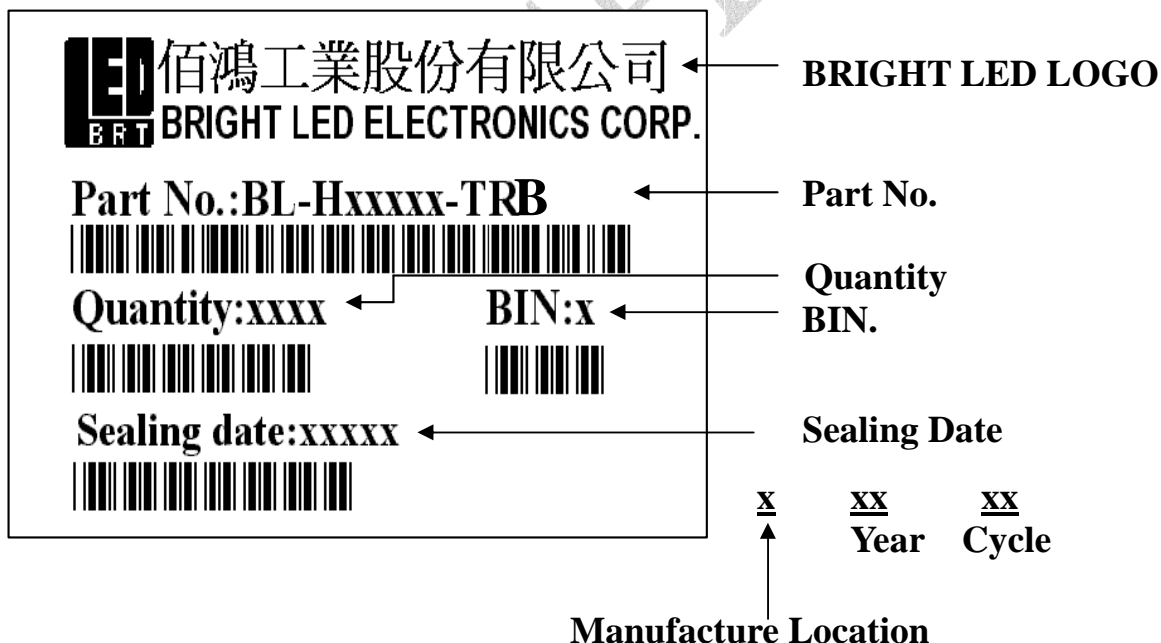 LED 佰鴻工業股份有限公司 BRIGHT LED LOGO
BRT BRIGHT LED ELECTRONICS CORP.
Part No.:BL-Hxxxxx-TRB Part No.
Quantity
Quantity:xxxx BIN:x BIN.
Sealing date:xxxxx Sealing Date
x xx xx
Year Cycle
Manufacture Location